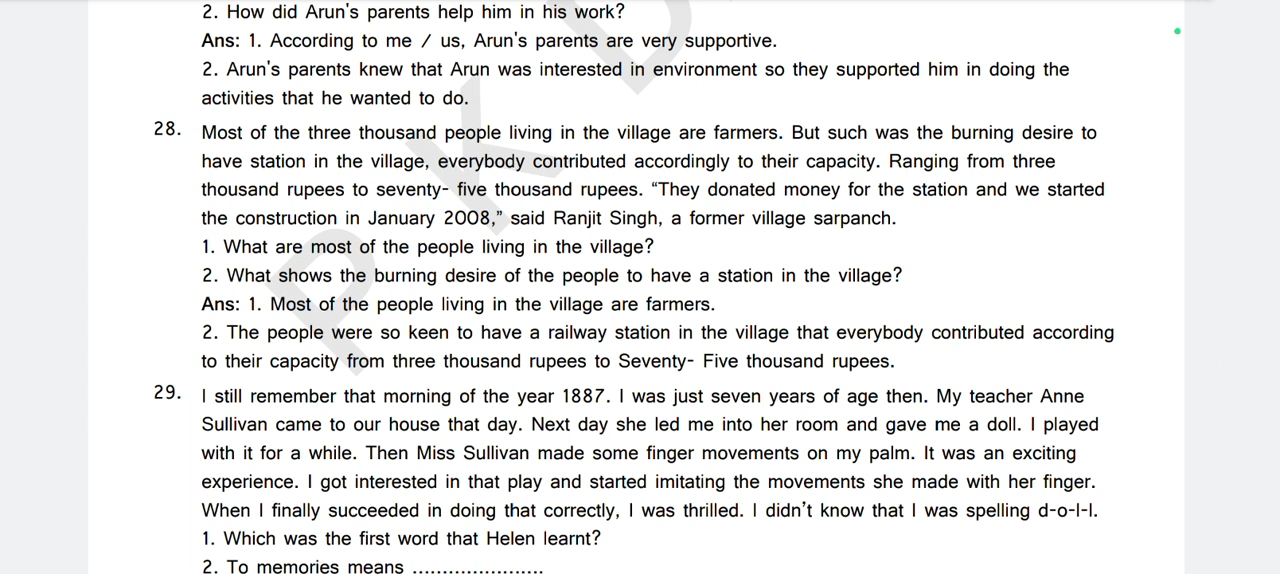 2. How did Arun's parents help him in his work?
Ans: 1. According to me / us, Arun's parents are very supportive.
2. Arun's parents knew that Arun was interested in environment so they supported him in doing the
activities that he wanted to do.
28. Most of the three thousand people living in the village are farmers. But such was the burning desire to
have station in the village, everybody contributed accordingly to their capacity. Ranging from three
thousand rupees to seventy- five thousand rupees. “They donated money for the station and we started
the construction in January 2008,” said Ranjit Singh, a former village sarpanch.
1. What are most of the people living in the village?
2. What shows the burning desire of the people to have a station in the village?
Ans: 1. Most of the people living in the village are farmers.
2. The people were so keen to have a railway station in the village that everybody contributed according
to their capacity from three thousand rupees to Seventy- Five thousand rupees.
29. I still remember that morning of the year 1887. I was just seven years of age then. My teacher Anne
Sullivan came to our house that day. Next day she led me into her room and gave me a doll. I played
with it for a while. Then Miss Sullivan made some finger movements on my palm. It was an exciting
experience. I got interested in that play and started imitating the movements she made with her finger.
When I finally succeeded in doing that correctly, I was thrilled. I didn’t know that I was spelling d-o-l-l.
1. Which was the first word that Helen learnt?
2. To memories means ......................
P K D